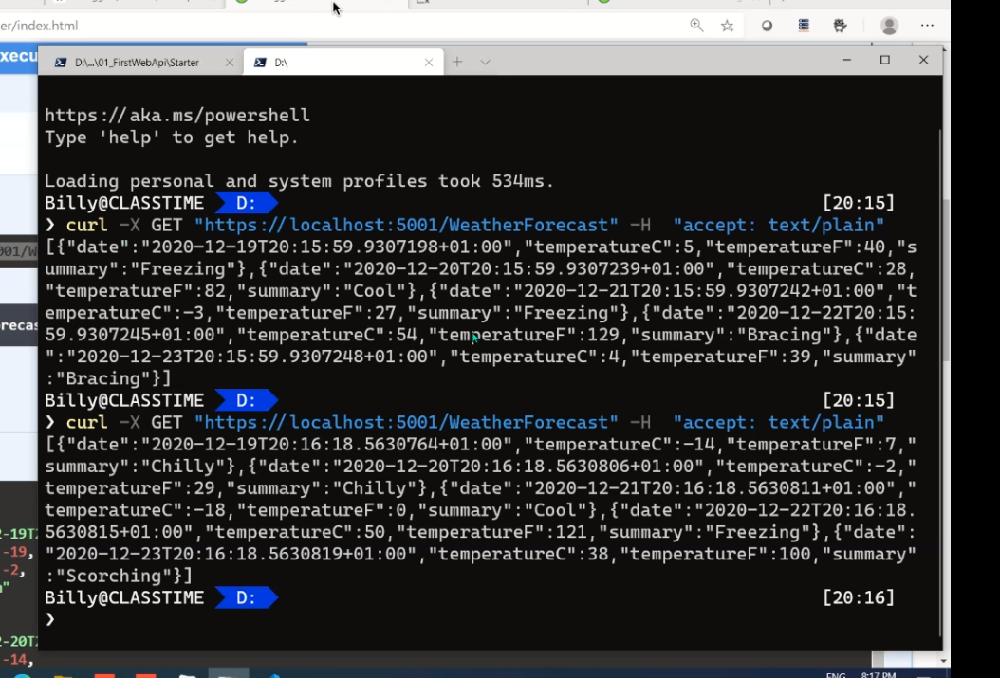 er/index.html
xecu
D:\...\01_FirstWebApi\Starter
D:\
https://aka.ms/powershell
Type 'help' to get help.
Loading personal and system profiles took 534ms.
Billy@CLASSTIME D: [20:15]
❯ curl -X GET "https://localhost:5001/WeatherForecast" -H  "accept: text/plain"
[{"date":"2020-12-19T20:15:59.9307198+01:00","temperatureC":5,"temperatureF":40,"s
ummary":"Freezing"},{"date":"2020-12-20T20:15:59.9307239+01:00","temperatureC":28,
"temperatureF":82,"summary":"Cool"},{"date":"2020-12-21T20:15:59.9307242+01:00","t
emperatureC":-3,"temperatureF":27,"summary":"Freezing"},{"date":"2020-12-22T20:15:
59.9307245+01:00","temperatureC":54,"temperatureF":129,"summary":"Bracing"},{"date
":"2020-12-23T20:15:59.9307248+01:00","temperatureC":4,"temperatureF":39,"summary"
:"Bracing"}]
Billy@CLASSTIME D: [20:15]
❯ curl -X GET "https://localhost:5001/WeatherForecast" -H  "accept: text/plain"
[{"date":"2020-12-19T20:16:18.5630764+01:00","temperatureC":-14,"temperatureF":7,"
summary":"Chilly"},{"date":"2020-12-20T20:16:18.5630806+01:00","temperatureC":-2,"
temperatureF":29,"summary":"Chilly"},{"date":"2020-12-21T20:16:18.5630811+01:00","
temperatureC":-18,"temperatureF":0,"summary":"Cool"},{"date":"2020-12-22T20:16:18.
5630815+01:00","temperatureC":50,"temperatureF":121,"summary":"Freezing"},{"date":
"2020-12-23T20:16:18.5630819+01:00","temperatureC":38,"temperatureF":100,"summary"
:"Scorching"}]
Billy@CLASSTIME D: [20:16]
❯
001/W
recas
2-19T
-19,
-2,
2-20T
-14,
ENG 8:17 PM